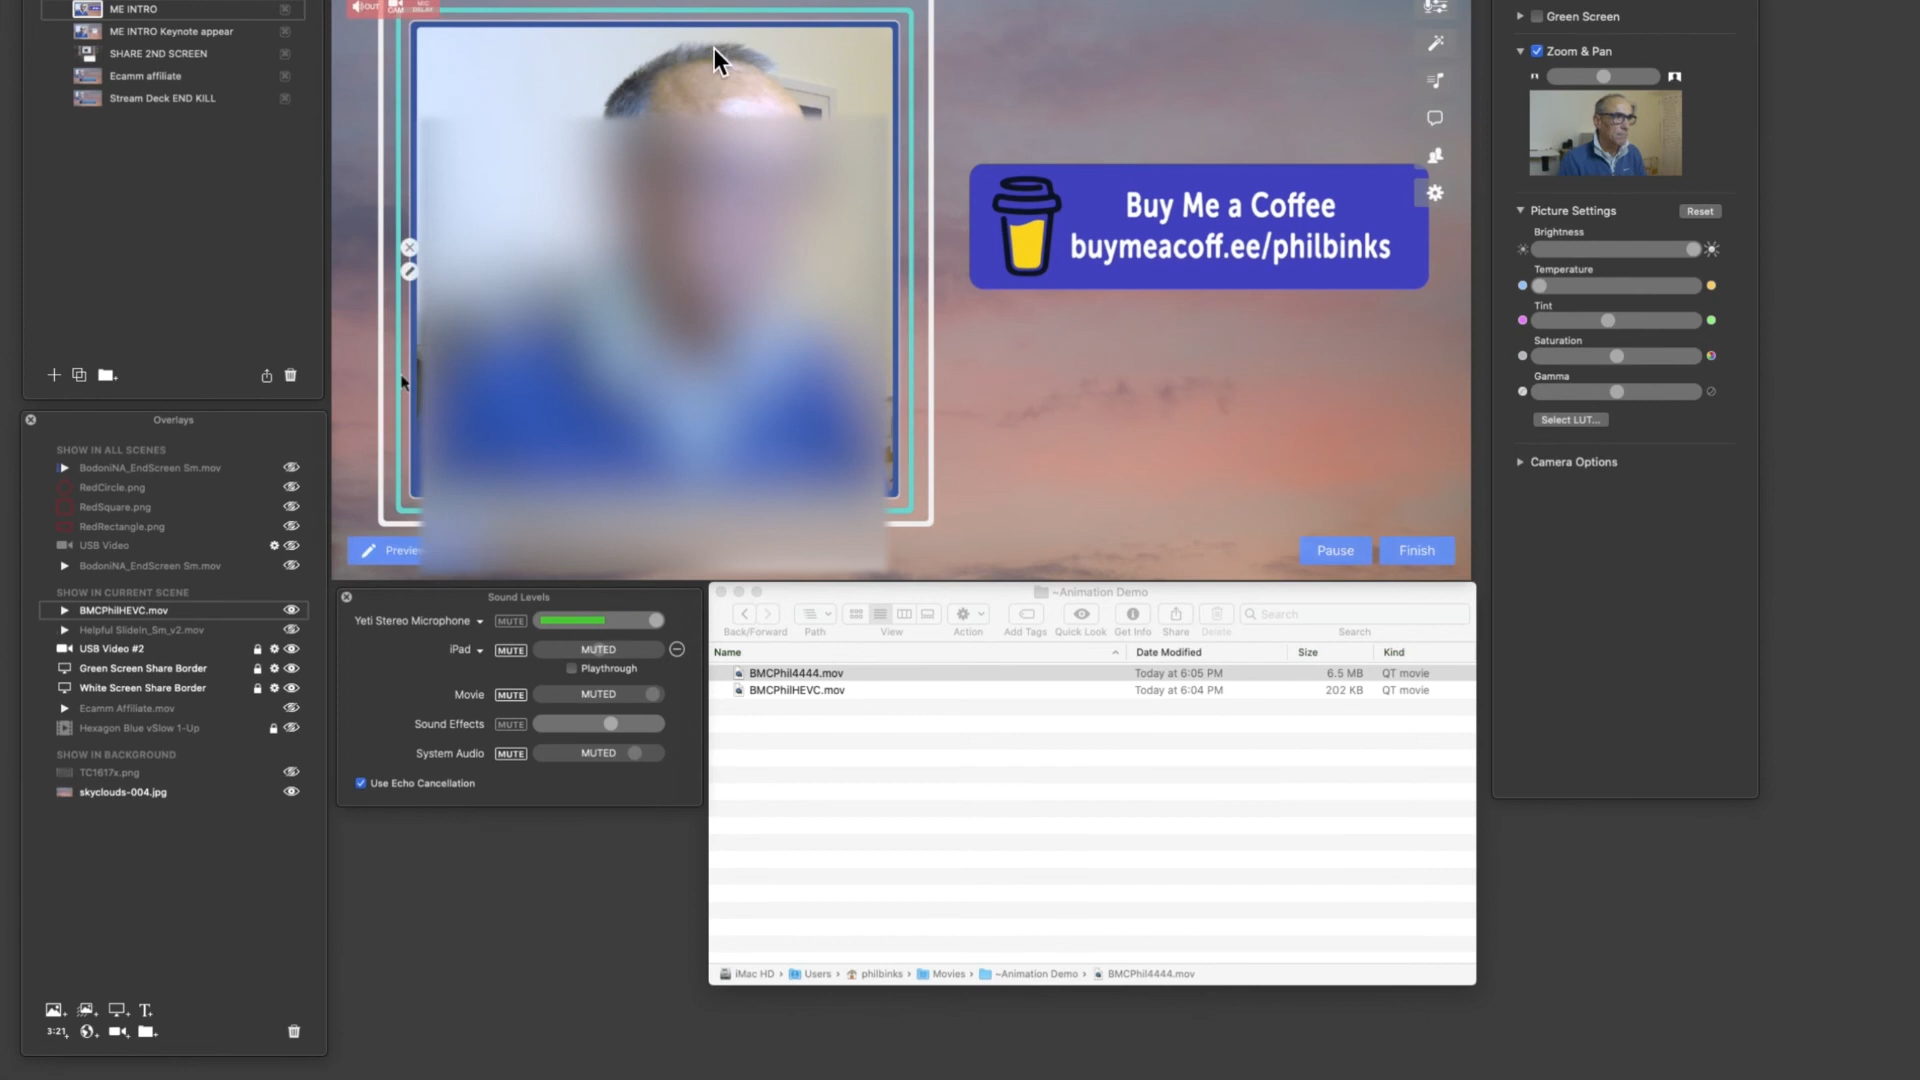 ME INTRO
ME INTRO Keynote appear
SHARE 2ND SCREEN
Ecamm affiliate
Stream Deck END KILL
OUT
CAM
MIC
DELAY
Buy Me a Coffee
buymeacoff.ee/philbinks
Green Screen
Zoom & Pan
Picture Settings
Reset
Brightness
Temperature
Tint
Saturation
Gamma
Select LUT...
Camera Options
Overlays
SHOW IN ALL SCENES
BodoniNA_EndScreen Sm.mov
RedCircle.png
RedSquare.png
RedRectangle.png
USB Video
BodoniNA_EndScreen Sm.mov
SHOW IN CURRENT SCENE
BMCPhilHEVC.mov
Helpful SlideIn_Sm_v2.mov
USB Video #2
Green Screen Share Border
White Screen Share Border
Ecamm Affiliate.mov
Hexagon Blue vSlow 1-Up
SHOW IN BACKGROUND
TC1617x.png
skyclouds-004.jpg
3:21
Previe
Pause
Finish
Sound Levels
Yeti Stereo Microphone MUTE
iPad MUTE MUTED
Playthrough
Movie MUTE MUTED
Sound Effects MUTE
System Audio MUTE MUTED
Use Echo Cancellation
~Animation Demo
Search
Back/Forward Path View Action Add Tags Quick Look Get Info Share Delete Search
Name Date Modified Size Kind
BMCPhil4444.mov Today at 6:05 PM 6.5 MB QT movie
BMCPhilHEVC.mov Today at 6:04 PM 202 KB QT movie
iMac HD › Users › philbinks › Movies › ~Animation Demo › BMCPhil4444.mov